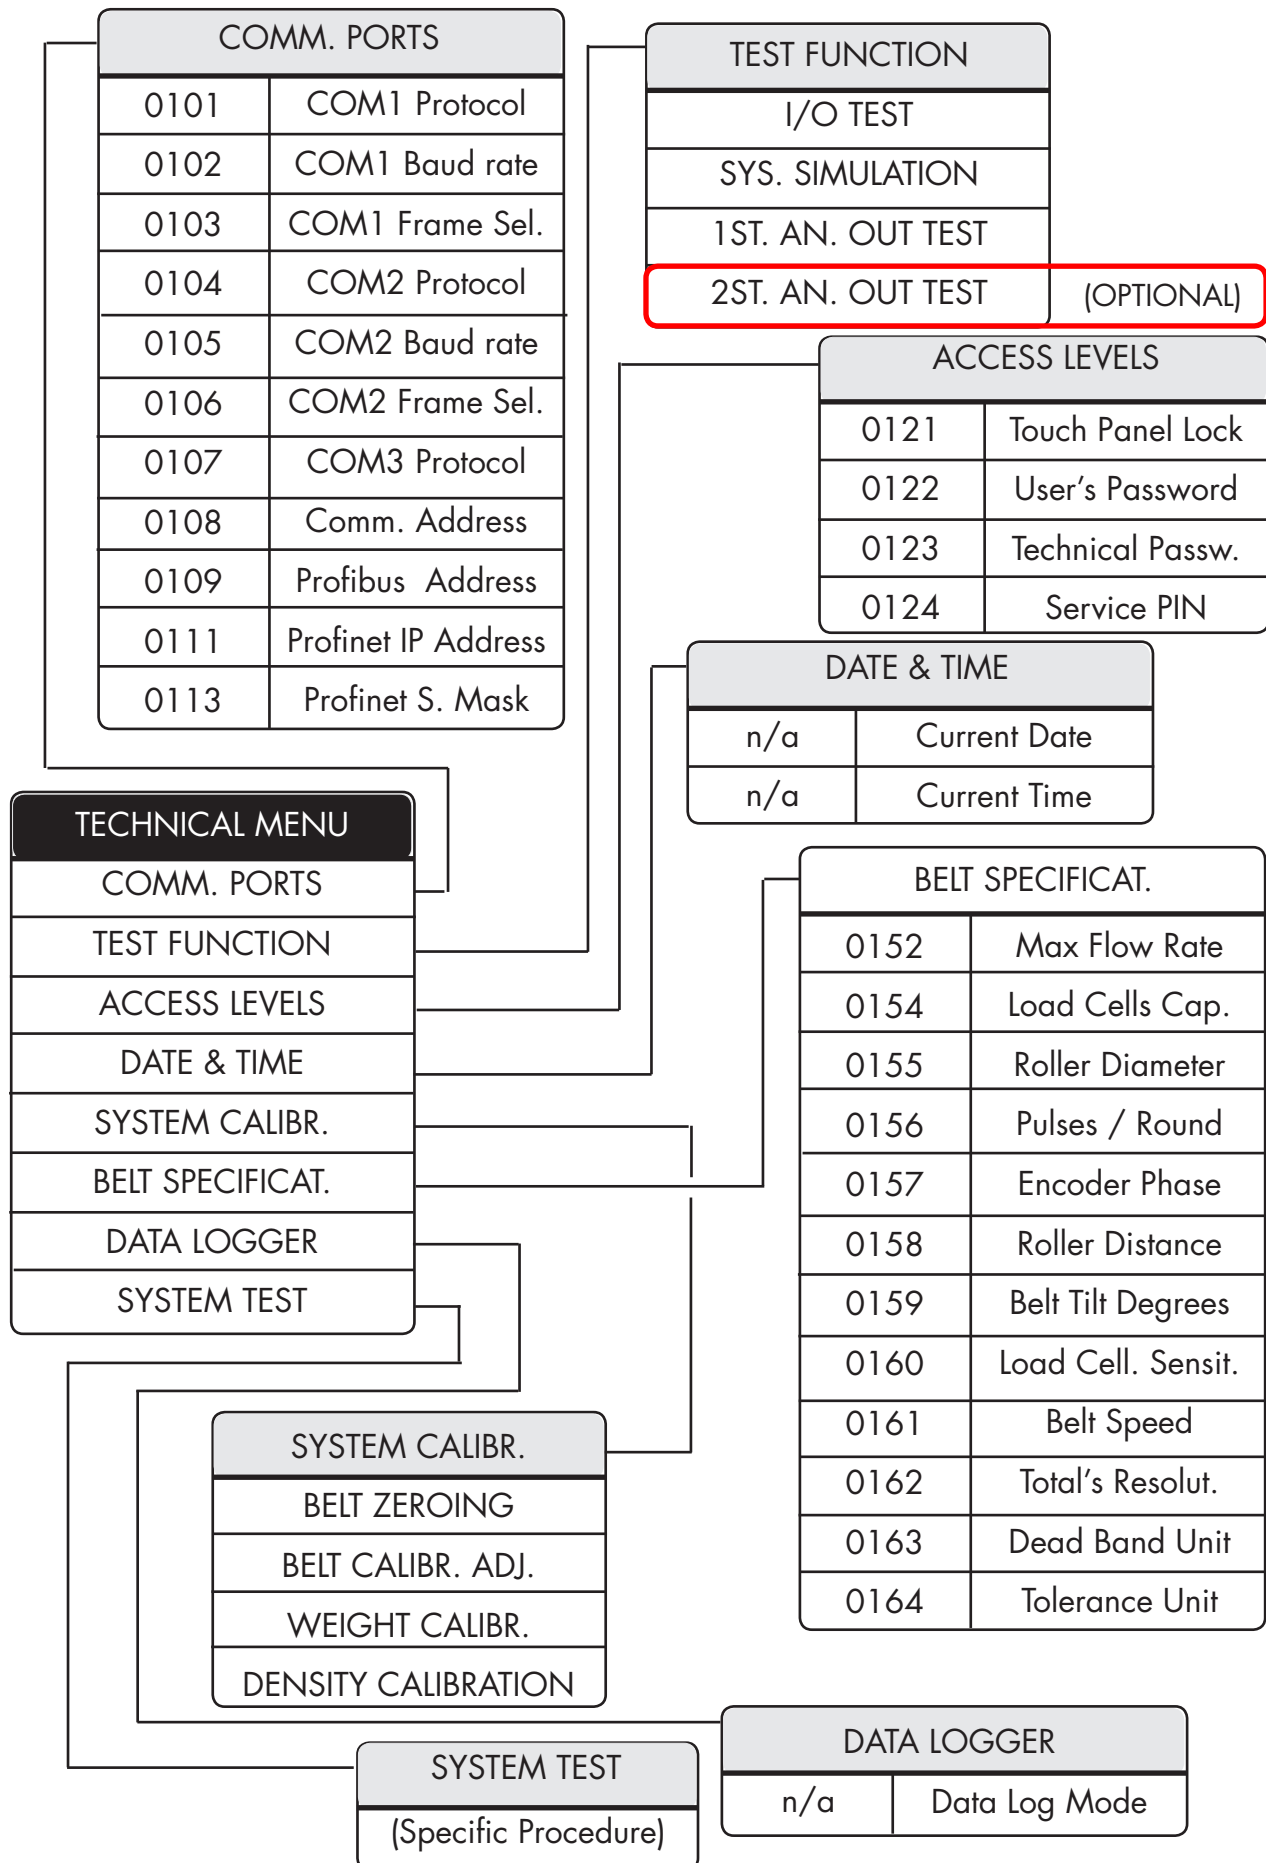 COMM. PORTS
0101 COM1 Protocol
0102 COM1 Baud rate
0103 COM1 Frame Sel.
0104 COM2 Protocol
0105 COM2 Baud rate
0106 COM2 Frame Sel.
0107 COM3 Protocol
0108 Comm. Address
0109 Profibus Address
0111 Profinet IP Address
0113 Profinet S. Mask
TEST FUNCTION
I/O TEST
SYS. SIMULATION
1ST. AN. OUT TEST
2ST. AN. OUT TEST (OPTIONAL)
ACCESS LEVELS
0121 Touch Panel Lock
0122 User's Password
0123 Technical Passw.
0124 Service PIN
DATE & TIME
n/a Current Date
n/a Current Time
TECHNICAL MENU
COMM. PORTS
TEST FUNCTION
ACCESS LEVELS
DATE & TIME
SYSTEM CALIBR.
BELT SPECIFICAT.
DATA LOGGER
SYSTEM TEST
BELT SPECIFICAT.
0152 Max Flow Rate
0154 Load Cells Cap.
0155 Roller Diameter
0156 Pulses / Round
0157 Encoder Phase
0158 Roller Distance
0159 Belt Tilt Degrees
0160 Load Cell. Sensit.
0161 Belt Speed
0162 Total's Resolut.
0163 Dead Band Unit
0164 Tolerance Unit
SYSTEM CALIBR.
BELT ZEROING
BELT CALIBR. ADJ.
WEIGHT CALIBR.
DENSITY CALIBRATION
DATA LOGGER
n/a Data Log Mode
SYSTEM TEST
(Specific Procedure)